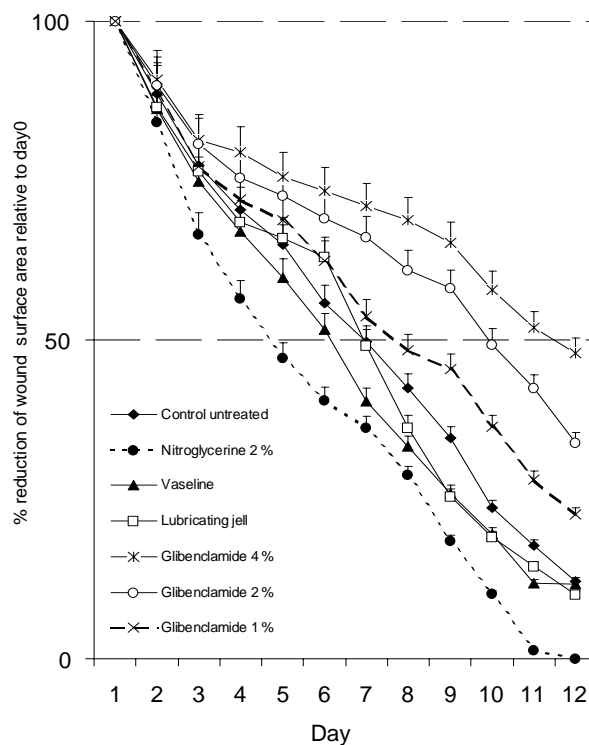 % reduction of wound surface area relative to day0
100
50
0
Control untreated
Nitroglycerine 2 %
Vaseline
Lubricating jell
Glibenclamide 4 %
Glibenclamide 2 %
Glibenclamide 1 %
1 2 3 4 5 6 7 8 9 10 11 12
Day